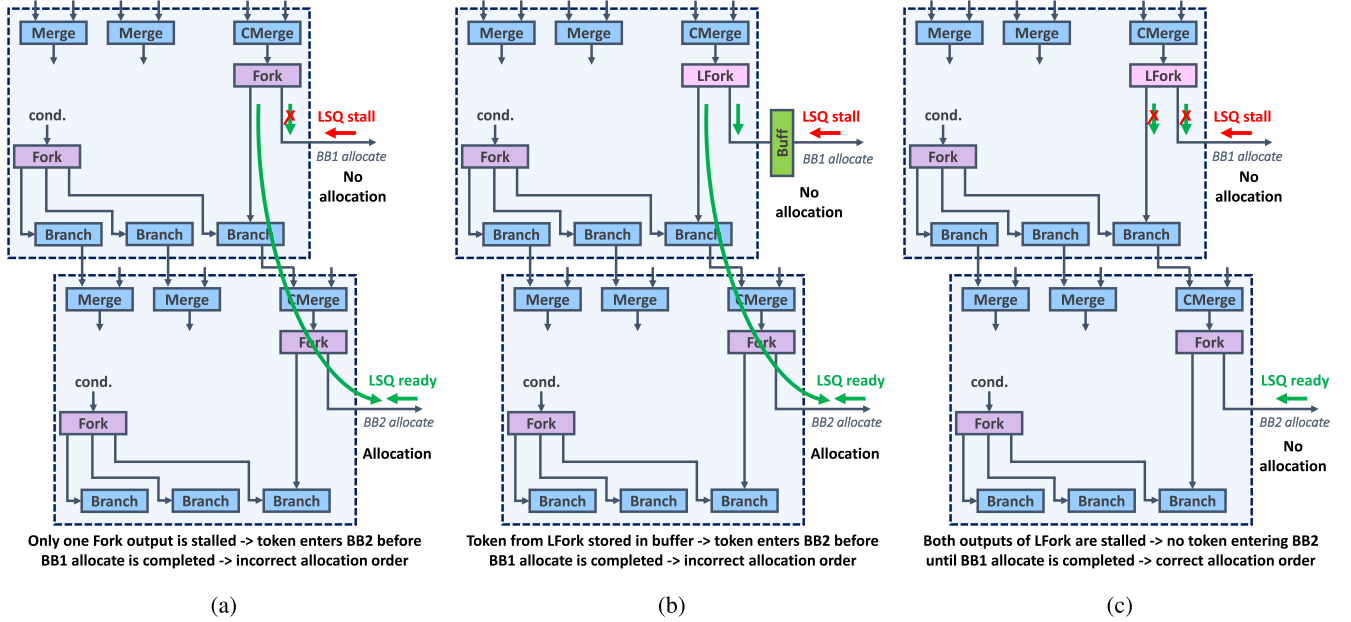 Merge Merge CMerge
Fork
cond.
LSQ stall
Fork
BB1 allocate
No
allocation
Branch Branch Branch
Merge Merge CMerge
Fork
cond.
LSQ ready
Fork
BB2 allocate
Allocation
Branch Branch Branch
Only one Fork output is stalled -> token enters BB2 before
BB1 allocate is completed -> incorrect allocation order
(a)
Merge Merge CMerge
LFork
cond.
Buff
LSQ stall
Fork
BB1 allocate
No
allocation
Branch Branch Branch
Merge Merge CMerge
Fork
cond.
LSQ ready
Fork
BB2 allocate
Allocation
Branch Branch Branch
Token from LFork stored in buffer -> token enters BB2 before
BB1 allocate is completed -> incorrect allocation order
(b)
Merge Merge CMerge
LFork
cond.
LSQ stall
Fork
BB1 allocate
No
allocation
Branch Branch Branch
Merge Merge CMerge
Fork
cond.
LSQ ready
Fork
BB2 allocate
No
allocation
Branch Branch Branch
Both outputs of LFork are stalled -> no token entering BB2
until BB1 allocate is completed -> correct allocation order
(c)